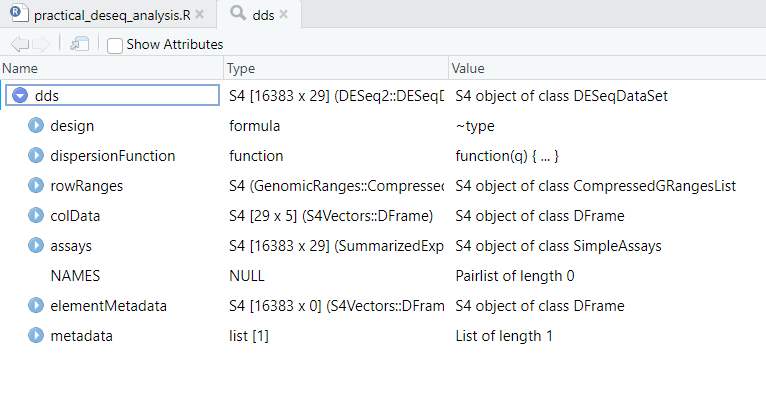 practical_deseq_analysis.R
dds
Show Attributes
Name Type Value
dds S4 [16383 x 29] (DESeq2::DESeqD S4 object of class DESeqDataSet
design formula ~type
dispersionFunction function function(q) { ... }
rowRanges S4 (GenomicRanges::Compressed S4 object of class CompressedGRangesList
colData S4 [29 x 5] (S4Vectors::DFrame) S4 object of class DFrame
assays S4 [16383 x 29] (SummarizedExp S4 object of class SimpleAssays
NAMES NULL Pairlist of length 0
elementMetadata S4 [16383 x 0] (S4Vectors::DFram S4 object of class DFrame
metadata list [1] List of length 1